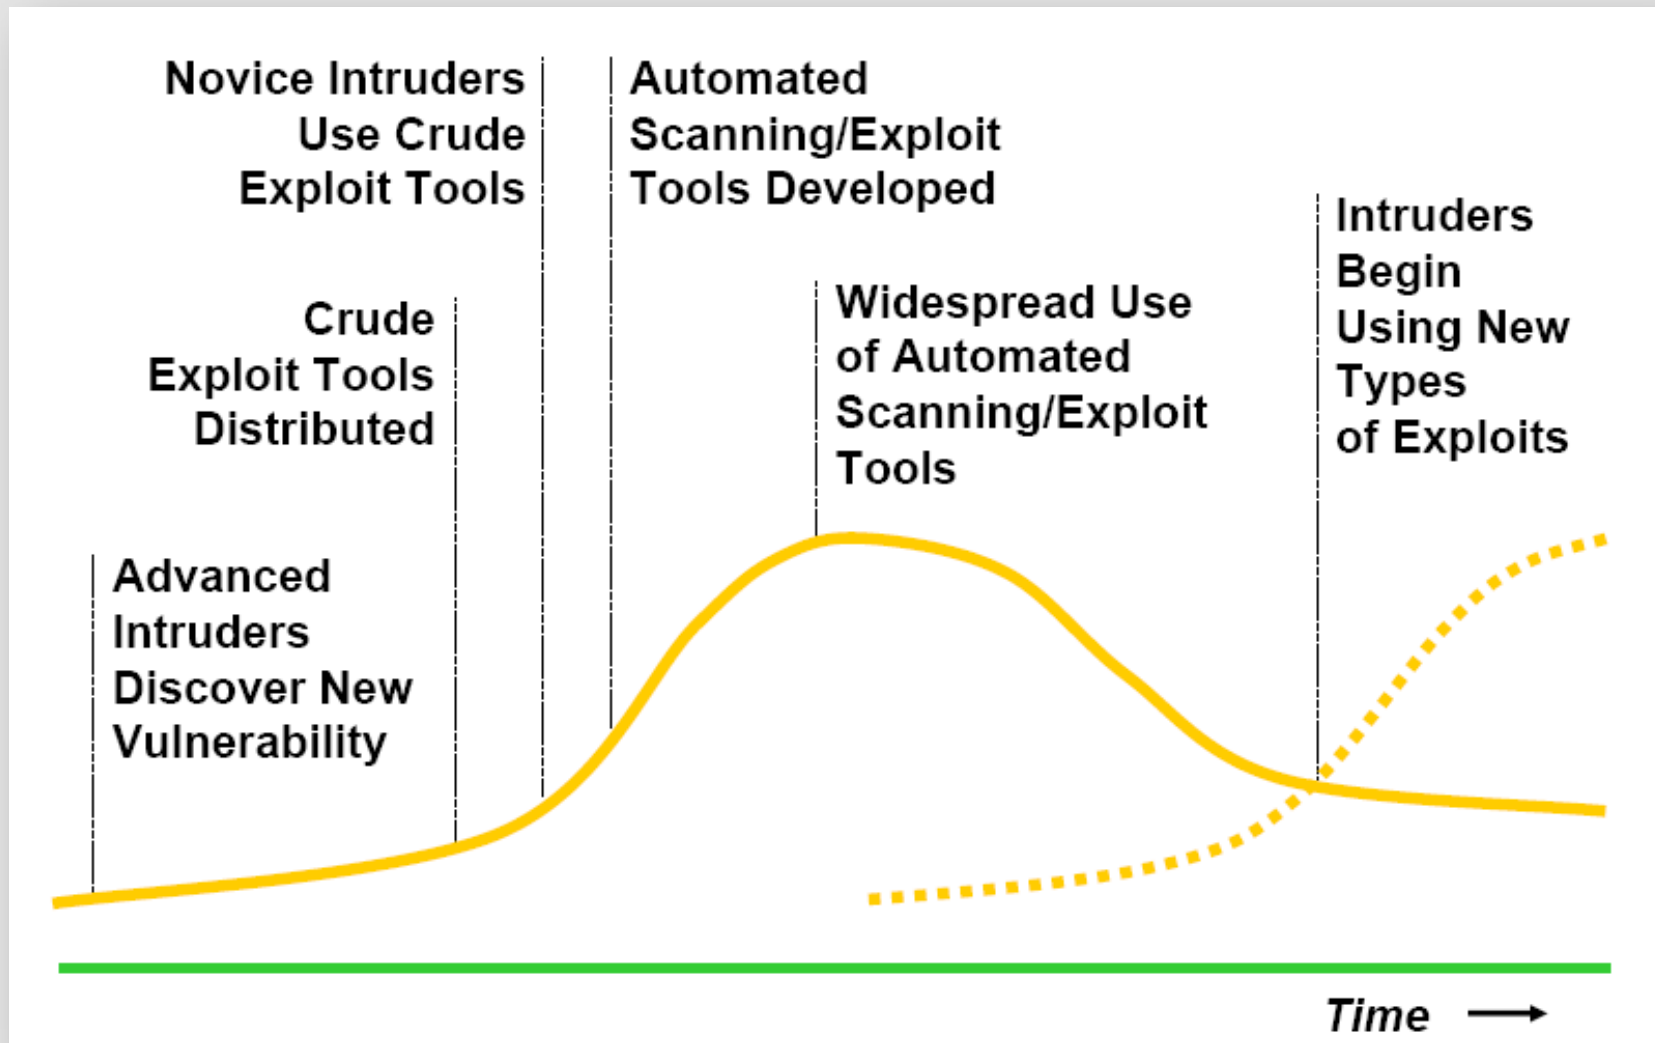 Novice Intruders
Use Crude
Exploit Tools
Automated
Scanning/Exploit
Tools Developed
Crude
Exploit Tools
Distributed
Widespread Use
of Automated
Scanning/Exploit
Tools
Intruders
Begin
Using New
Types
of Exploits
Advanced
Intruders
Discover New
Vulnerability
Time